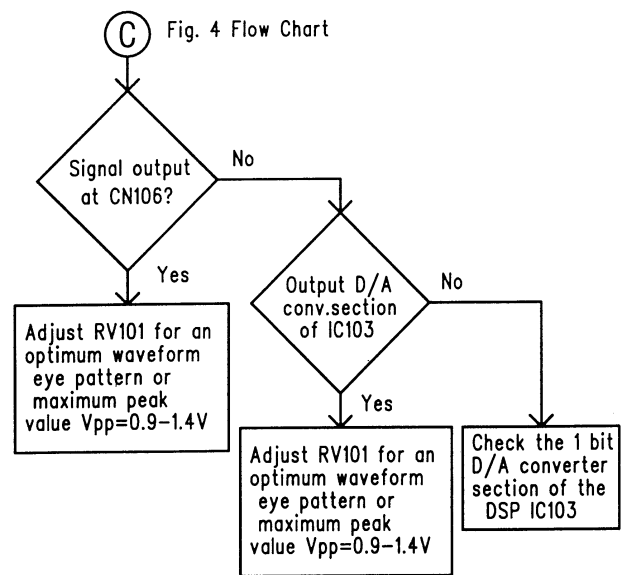 C
Fig. 4 Flow Chart
Signal output
at CN106?
No
Yes
Adjust RV101 for an
optimum waveform
eye pattern or
maximum peak
value Vpp=0.9-1.4V
Output D/A
conv.section
of IC103
No
Yes
Adjust RV101 for an
optimum waveform
eye pattern or
maximum peak
value Vpp=0.9-1.4V
Check the 1 bit
D/A converter
section of the
DSP IC103